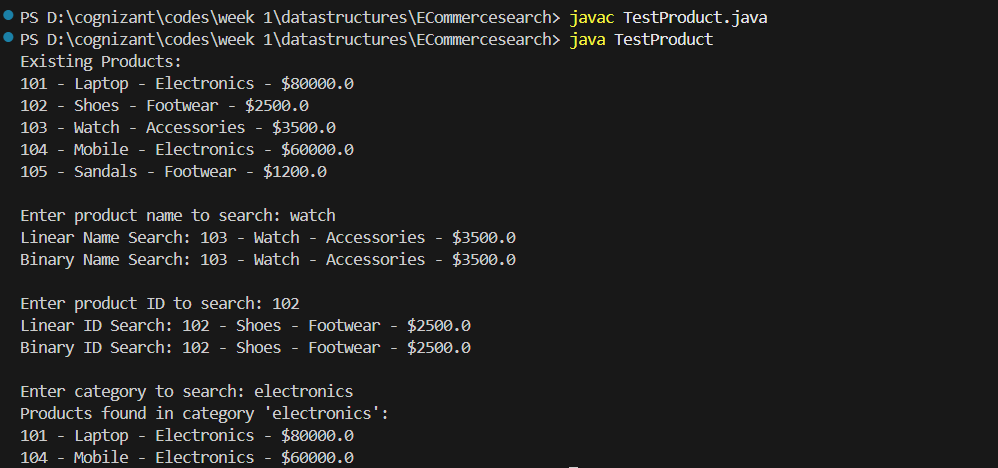 PS D:\cognizant\codes\week 1\datastructures\ECommercesearch> javac TestProduct.java
PS D:\cognizant\codes\week 1\datastructures\ECommercesearch> java TestProduct
Existing Products:
101 - Laptop - Electronics - $80000.0
102 - Shoes - Footwear - $2500.0
103 - Watch - Accessories - $3500.0
104 - Mobile - Electronics - $60000.0
105 - Sandals - Footwear - $1200.0
Enter product name to search: watch
Linear Name Search: 103 - Watch - Accessories - $3500.0
Binary Name Search: 103 - Watch - Accessories - $3500.0
Enter product ID to search: 102
Linear ID Search: 102 - Shoes - Footwear - $2500.0
Binary ID Search: 102 - Shoes - Footwear - $2500.0
Enter category to search: electronics
Products found in category 'electronics':
101 - Laptop - Electronics - $80000.0
104 - Mobile - Electronics - $60000.0